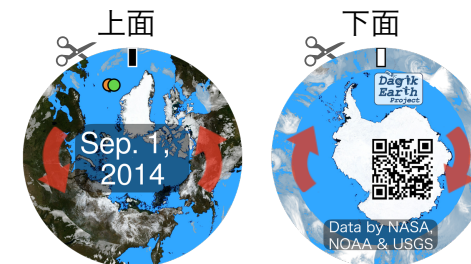 上面
下面
Dagik
Earth
Project
Sep. 1,
2014
Data by NASA,
NOAA & USGS